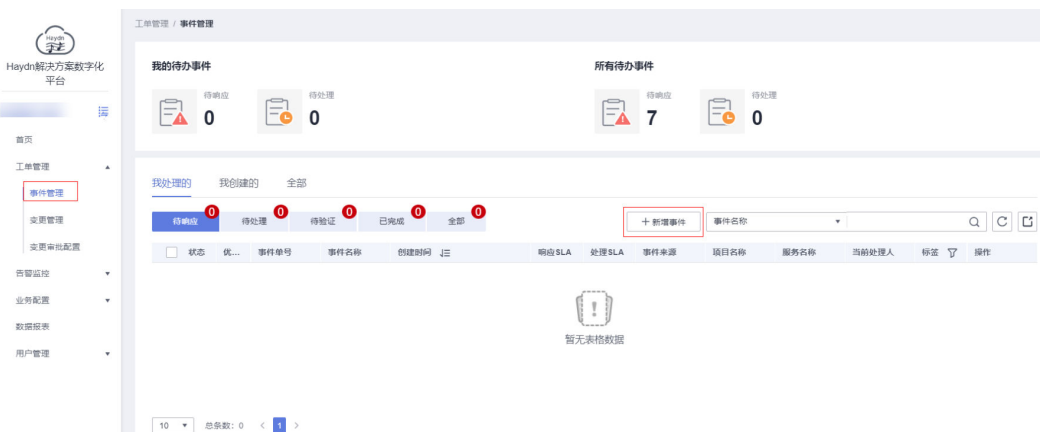 工单管理 / 事件管理
Haydn
Haydn解决方案数字化
平台
首页
工单管理
事件管理
变更管理
变更审批配置
告警监控
业务配置
数据报表
用户管理
我的待办事件
待响应
0
待处理
0
所有待办事件
待响应
7
待处理
0
我处理的 我创建的 全部
待响应 0 待处理 0 待验证 0 已完成 0 全部 0
新增事件 事件名称
状态 优... 事件单号 事件名称 创建时间 响应SLA 处理SLA 事件来源 项目名称 服务名称 当前处理人 标签 操作
暂无表格数据
10 总条数: 0 < 1 >